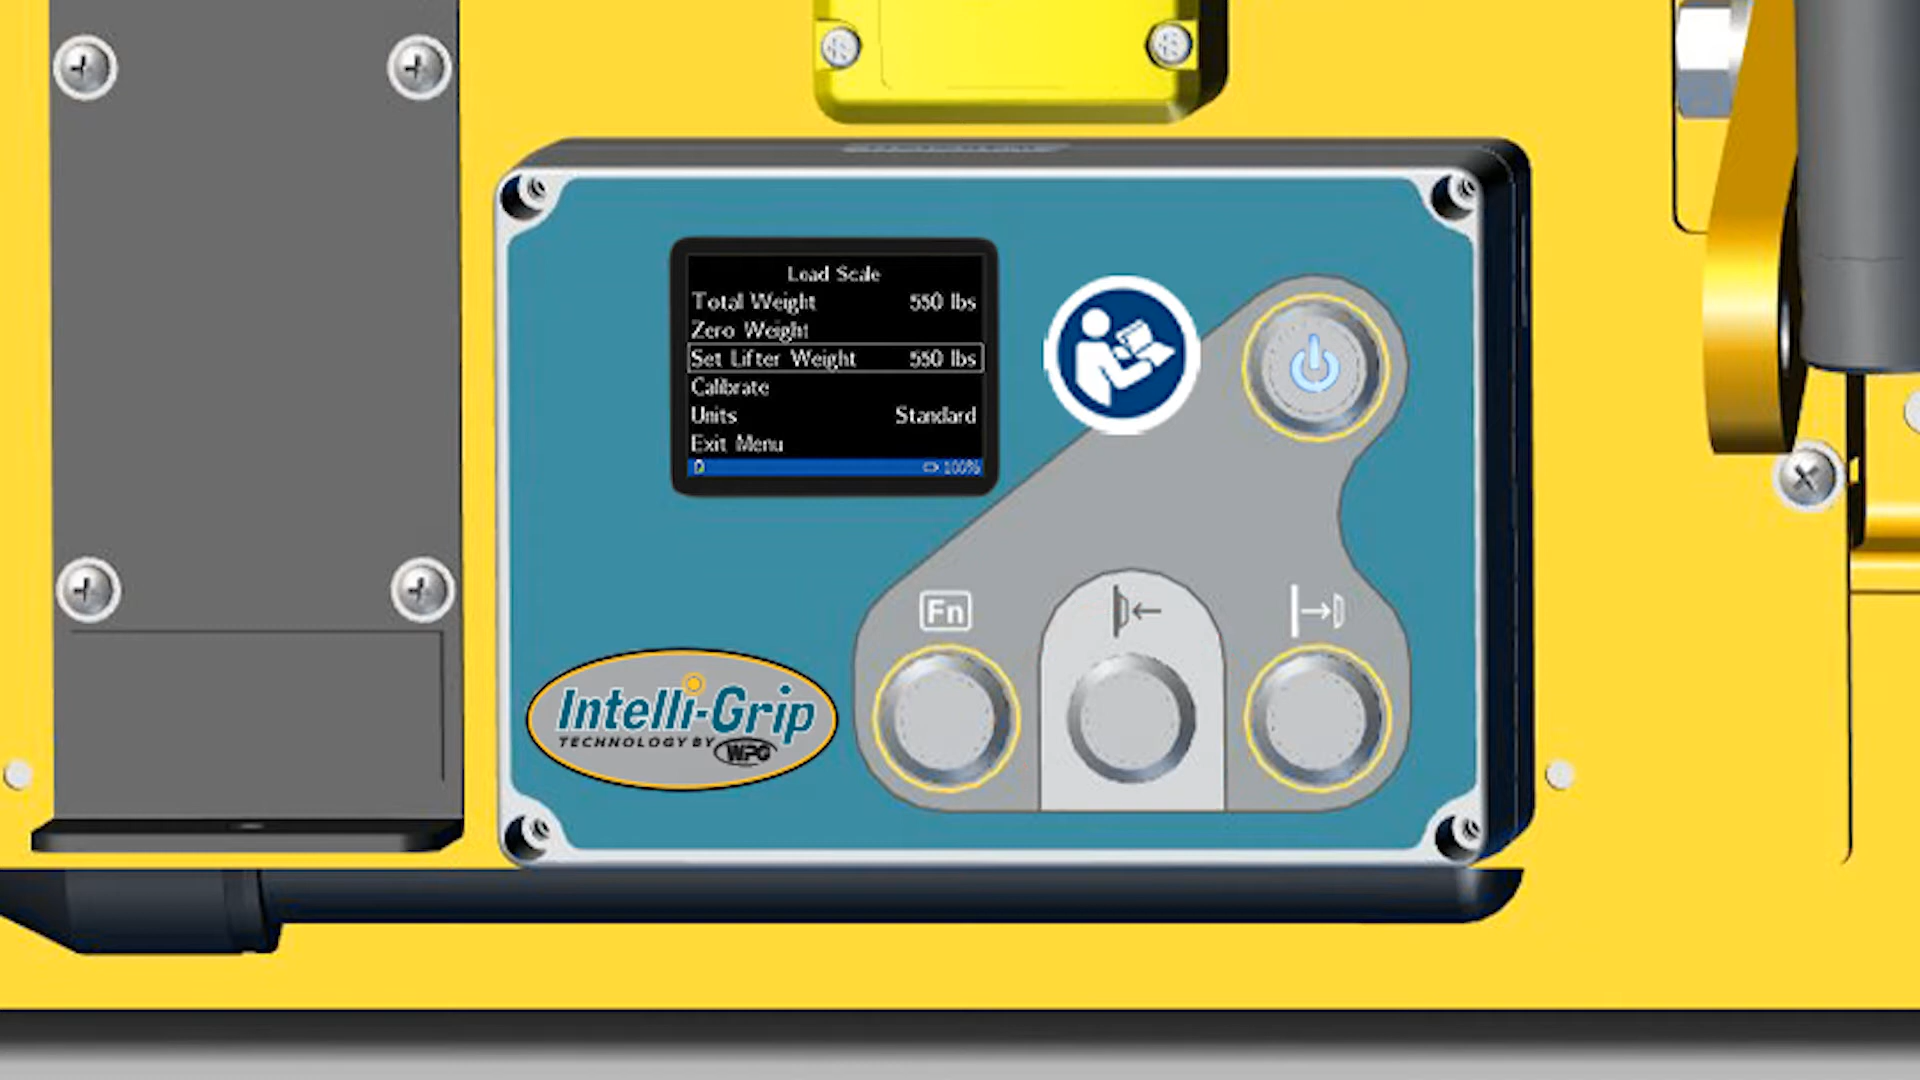 Load Scale
Total Weight 550 lbs
Zero Weight
Set Lifter Weight 550 lbs
Calibrate
Units Standard
Exit Menu
100%
Fn
Intelli-Grip
TECHNOLOGY BY WPG